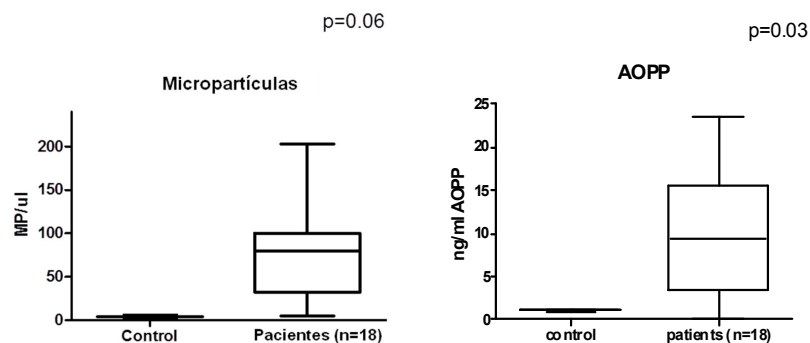 p=0.06
Micropartículas
MP/ul
200
150
100
50
0
Control Pacientes (n=18)
p=0.03
AOPP
ng/ml AOPP
25
20
15
10
5
0
control patients (n=18)